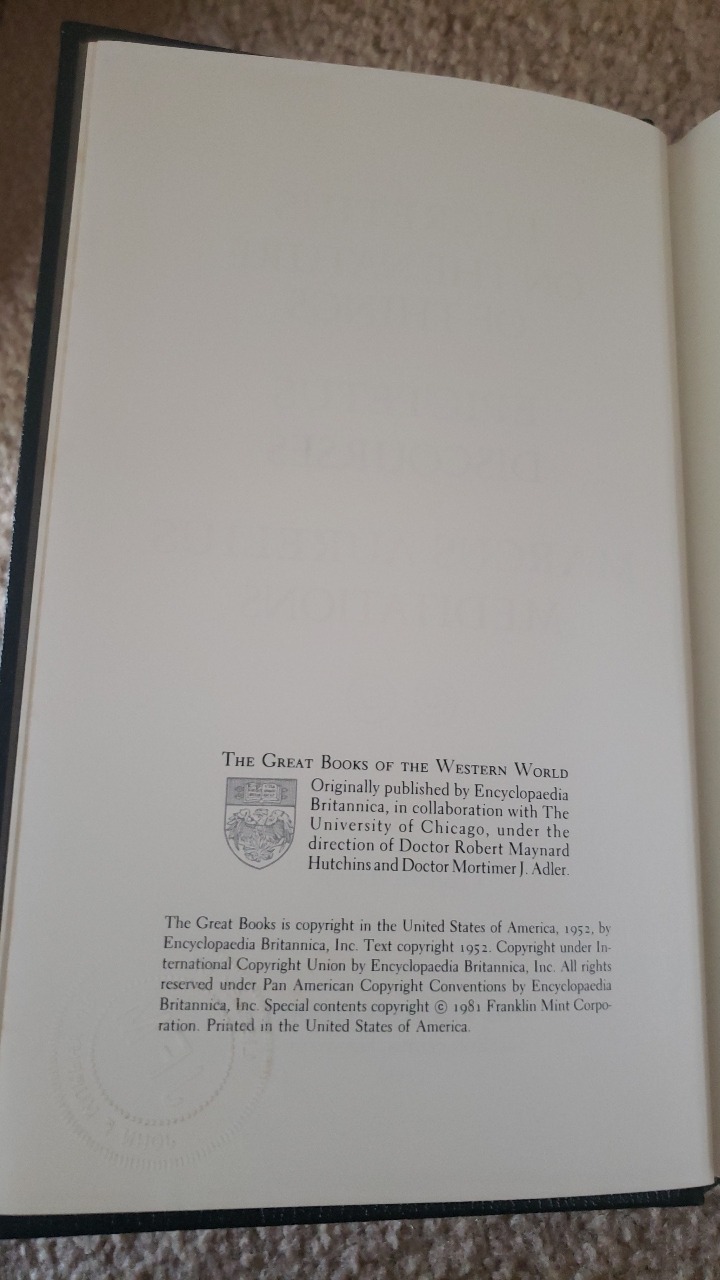 THE GREAT BOOKS OF THE WESTERN WORLD
Originally published by Encyclopaedia
Britannica, in collaboration with The
University of Chicago, under the
direction of Doctor Robert Maynard
Hutchins and Doctor Mortimer J. Adler.
The Great Books is copyright in the United States of America, 1952, by
Encyclopaedia Britannica, Inc. Text copyright 1952. Copyright under In-
ternational Copyright Union by Encyclopaedia Britannica, Inc. All rights
reserved under Pan American Copyright Conventions by Encyclopaedia
Britannica, Inc. Special contents copyright © 1981 Franklin Mint Corpo-
ration. Printed in the United States of America.